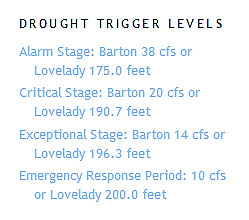 DROUGHT TRIGGER LEVELS
Alarm Stage: Barton 38 cfs or
Lovelady 175.0 feet
Critical Stage: Barton 20 cfs or
Lovelady 190.7 feet
Exceptional Stage: Barton 14 cfs or
Lovelady 196.3 feet
Emergency Response Period: 10 cfs
or Lovelady 200.0 feet